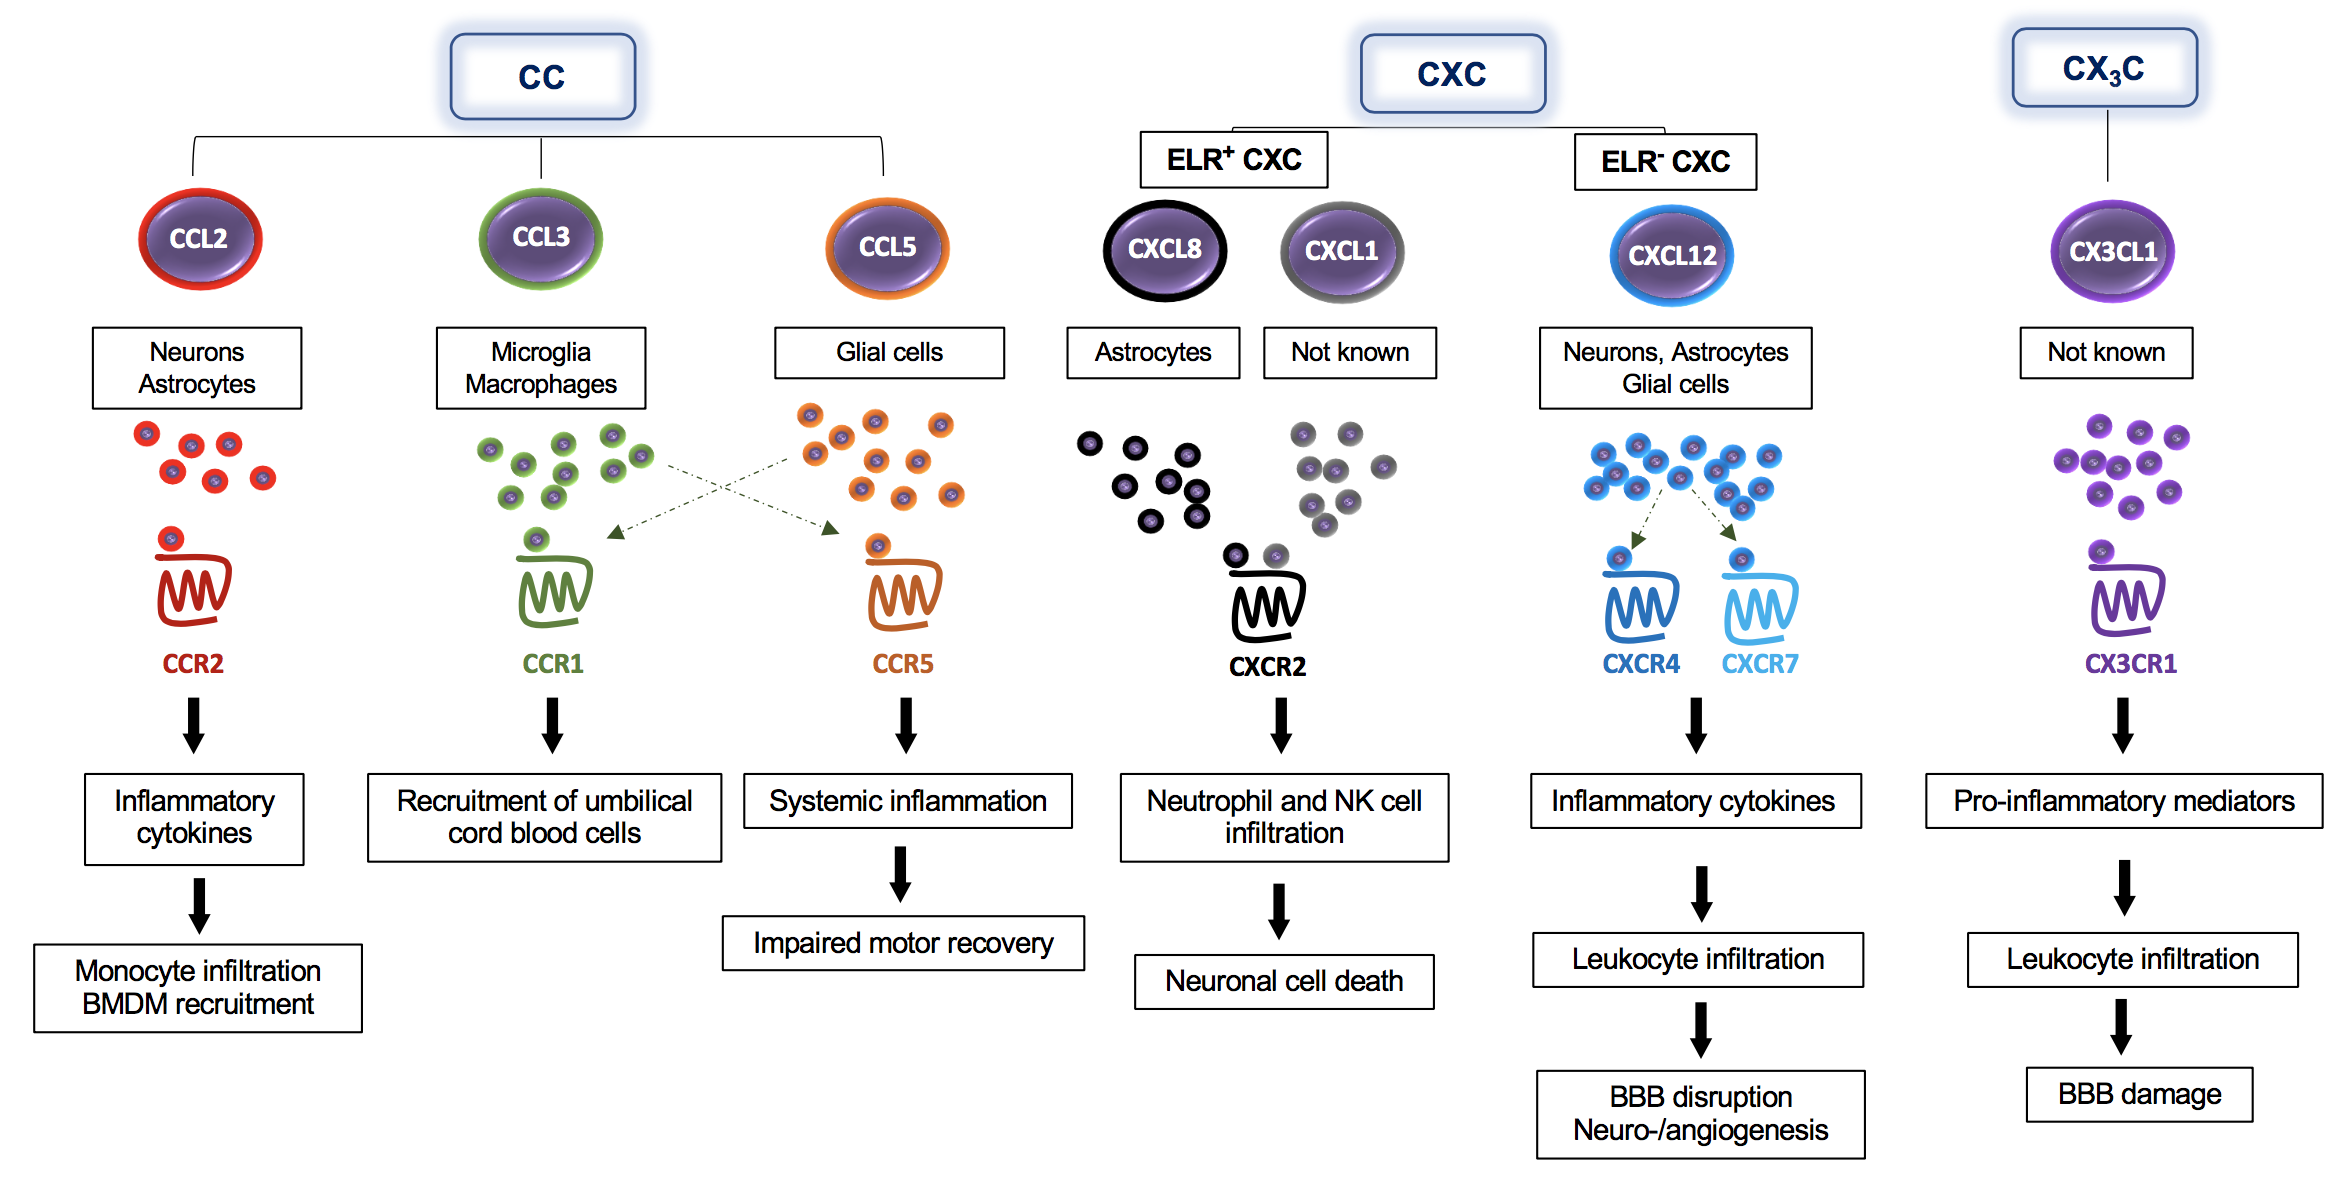 CC
CXC
CX₃C
ELR⁺ CXC
ELR⁻ CXC
CCL2
CCL3
CCL5
CXCL8
CXCL1
CXCL12
CX3CL1
Neurons
Astrocytes
Microglia
Macrophages
Glial cells
Astrocytes
Not known
Neurons, Astrocytes
Glial cells
Not known
CCR2
CCR1
CCR5
CXCR2
CXCR4
CXCR7
CX3CR1
Inflammatory
cytokines
Recruitment of umbilical
cord blood cells
Systemic inflammation
Neutrophil and NK cell
infiltration
Inflammatory cytokines
Pro-inflammatory mediators
Monocyte infiltration
BMDM recruitment
Impaired motor recovery
Neuronal cell death
Leukocyte infiltration
Leukocyte infiltration
BBB disruption
Neuro-/angiogenesis
BBB damage